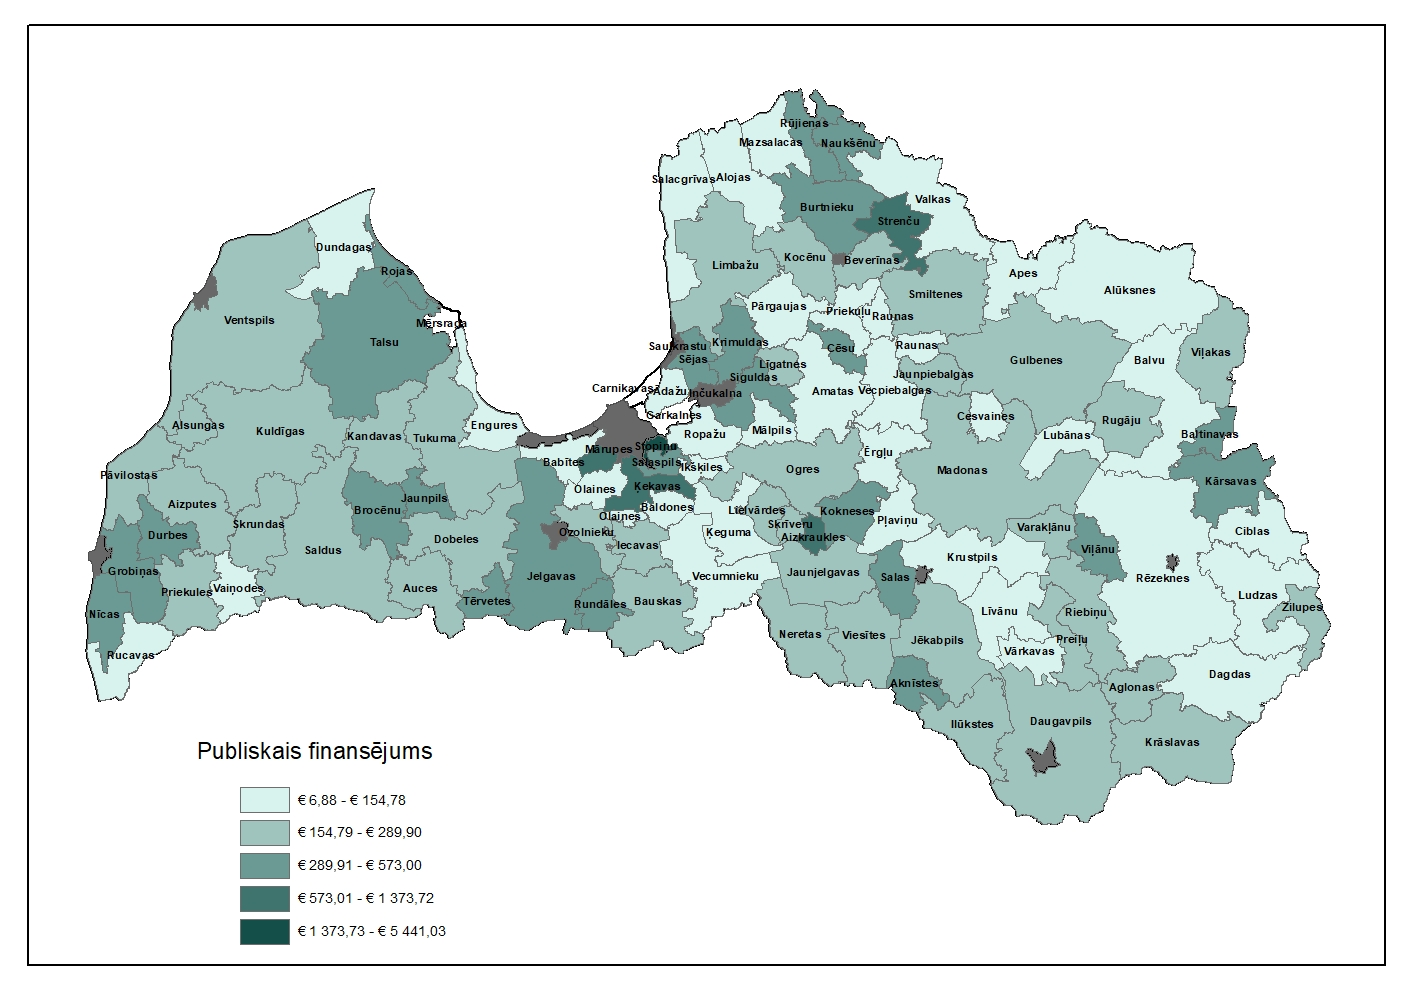 Rūjienas
Mazsalacas
Naukšēnu
Salacgrīvas
Alojas
Valkas
Burtnieku
Strenču
Dundagas
Kocēnu
Beverīnas
Limbažu
Rojas
Apes
Alūksnes
Smiltenes
Pārgaujas
Priekuļu
Raunas
Ventspils
Mērsraga
Talsu
Saulkrastu
Krimuldas
Cēsu
Raunas
Sējas
Līgatnes
Gulbenes
Balvu
Viļakas
Siguldas
Jaunpiebalgas
Carnikavas
Ādažu
Inčukalna
Amatas
Vecpiebalgas
Garkalnes
Cesvaines
Rugāju
Alsungas
Kuldīgas
Kandavas
Tukuma
Engures
Ropažu
Mālpils
Lubānas
Baltinavas
Mārupes
Stopiņu
Babītes
Salaspils
Ikšķiles
Ērgļu
Ogres
Madonas
Pāvilostas
Olaines
Ķekavas
Kārsavas
Aizputes
Jaunpils
Brocēnu
Baldones
Lielvārdes
Kokneses
Olaines
Pļaviņu
Skrundas
Skrīveru
Varakļānu
Durbes
Ozolnieku
Ķeguma
Aizkraukles
Ciblas
Dobeles
Iecavas
Saldus
Viļānu
Krustpils
Grobiņas
Jelgavas
Vecumnieku
Jaunjelgavas
Salas
Rēzeknes
Priekules
Vaiņodes
Auces
Ludzas
Nīcas
Tērvetes
Rundāles
Bauskas
Līvānu
Riebiņu
Zilupes
Neretas
Viesītes
Jēkabpils
Preiļu
Rucavas
Vārkavas
Dagdas
Aknīstes
Aglonas
Ilūkstes
Daugavpils
Krāslavas
Publiskais finansējums
€ 6,88 - € 154,78
€ 154,79 - € 289,90
€ 289,91 - € 573,00
€ 573,01 - € 1 373,72
€ 1 373,73 - € 5 441,03